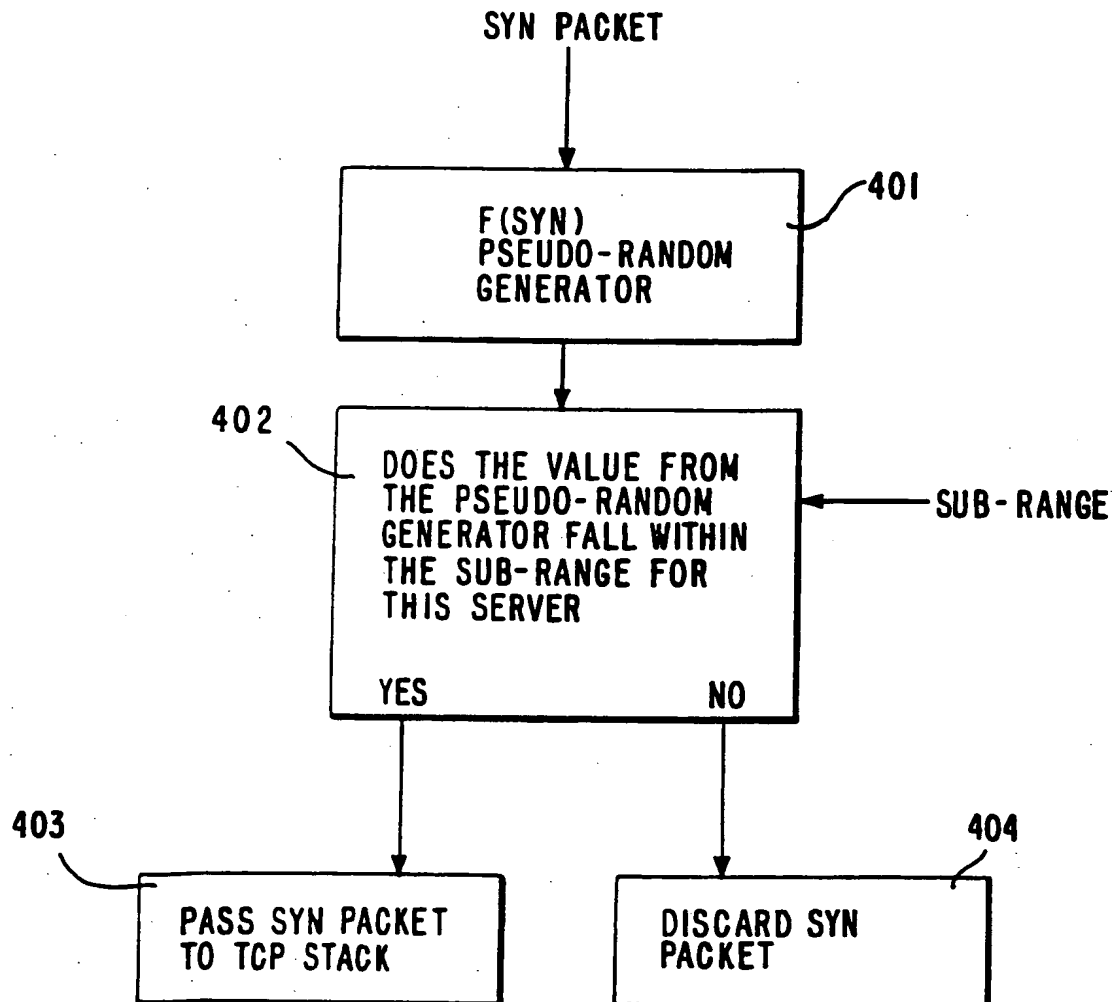 SYN PACKET
401
F(SYN)
PSEUDO-RANDOM
GENERATOR
402
DOES THE VALUE FROM
THE PSEUDO-RANDOM
GENERATOR FALL WITHIN
THE SUB-RANGE FOR
THIS SERVER
SUB-RANGE
YES NO
403
404
PASS SYN PACKET
TO TCP STACK
DISCARD SYN
PACKET